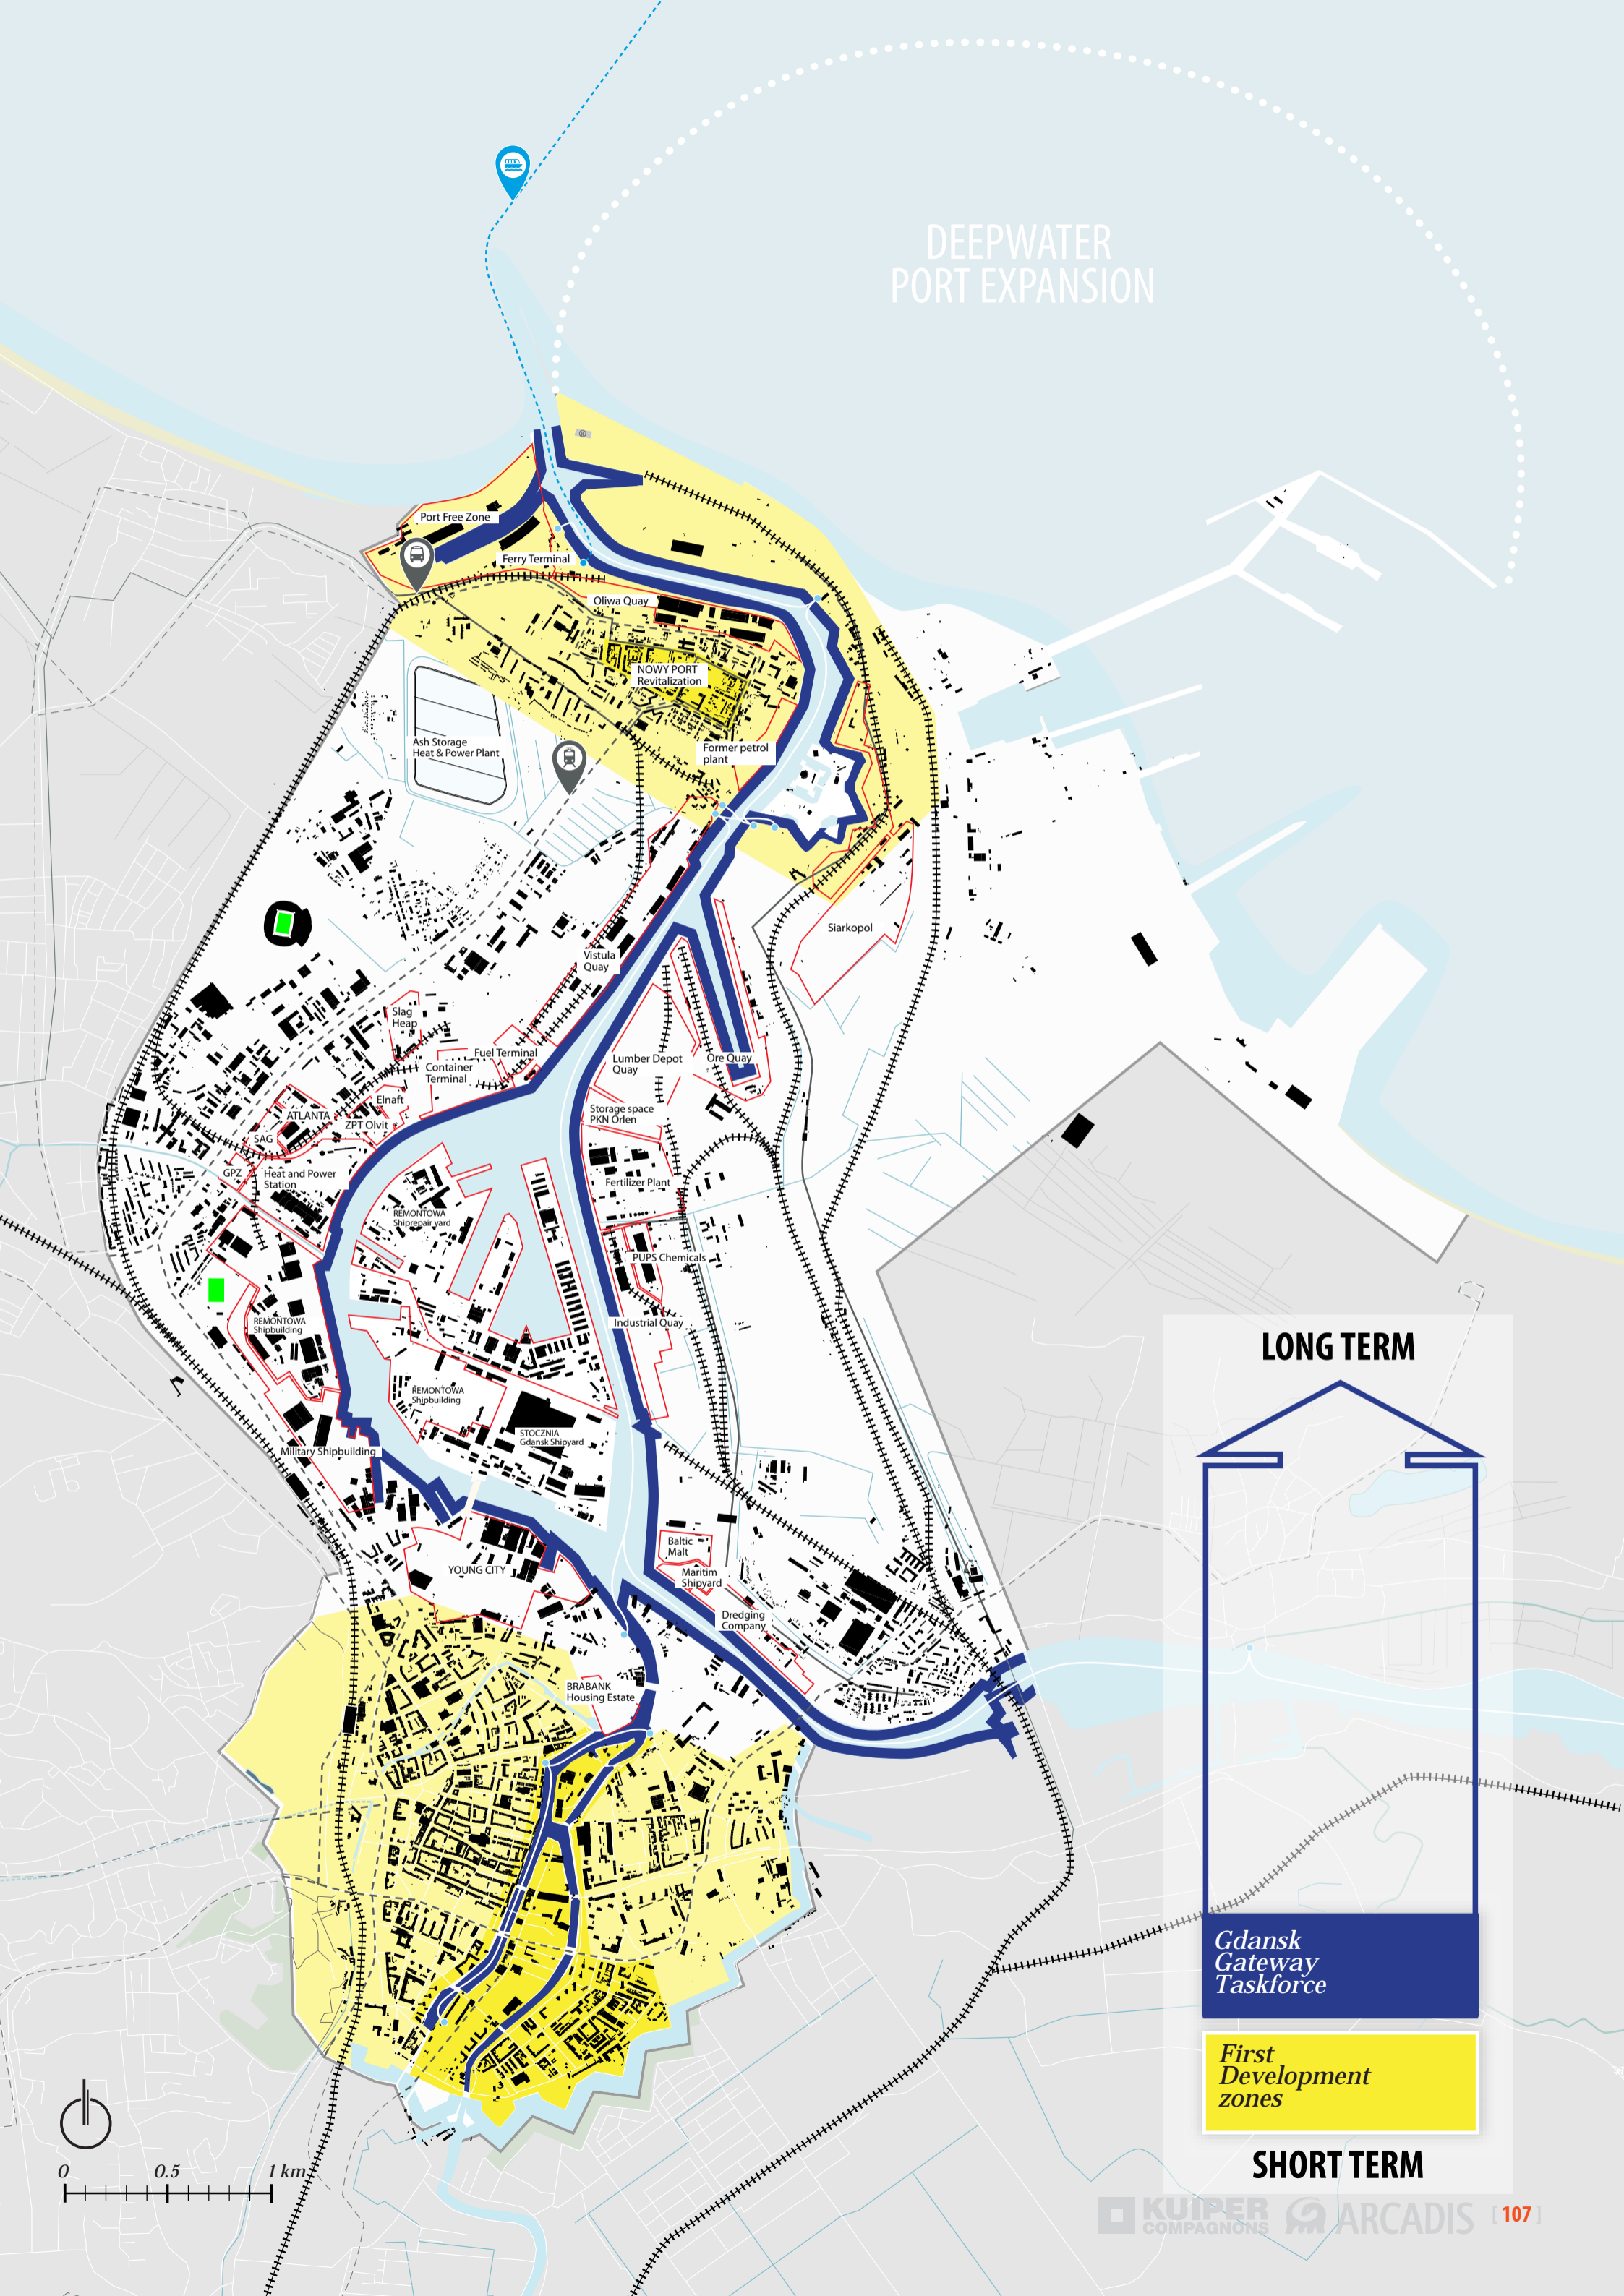 DEEPWATER
PORT EXPANSION
Port Free Zone
Ferry Terminal
Oliwa Quay
NOWY PORT
Revitalization
Ash Storage
Heat & Power Plant
Former petrol
plant
Siarkopol
Vistula
Quay
Slag
Heap
Fuel Terminal
Container
Terminal
Lumber Depot
Quay
Ore Quay
Elnaft
ATLANTA
ZPT Olvit
Storage space
PKN Orlen
SAG
GPZ
Heat and Power
Station
Fertilizer Plant
REMONTOWA
Shiprepair yard
PUPS Chemicals
REMONTOWA
Shipbuilding
Industrial Quay
REMONTOWA
Shipbuilding
STOCZNIA
Gdansk Shipyard
Military Shipbuilding
Baltic
Malt
YOUNG CITY
Maritim
Shipyard
Dredging
Company
BRABANK
Housing Estate
LONG TERM
Gdansk
Gateway
Taskforce
First
Development
zones
SHORT TERM
0 0.5 1 km
KUIPER
COMPAGNONS
ARCADIS
[ 107 ]